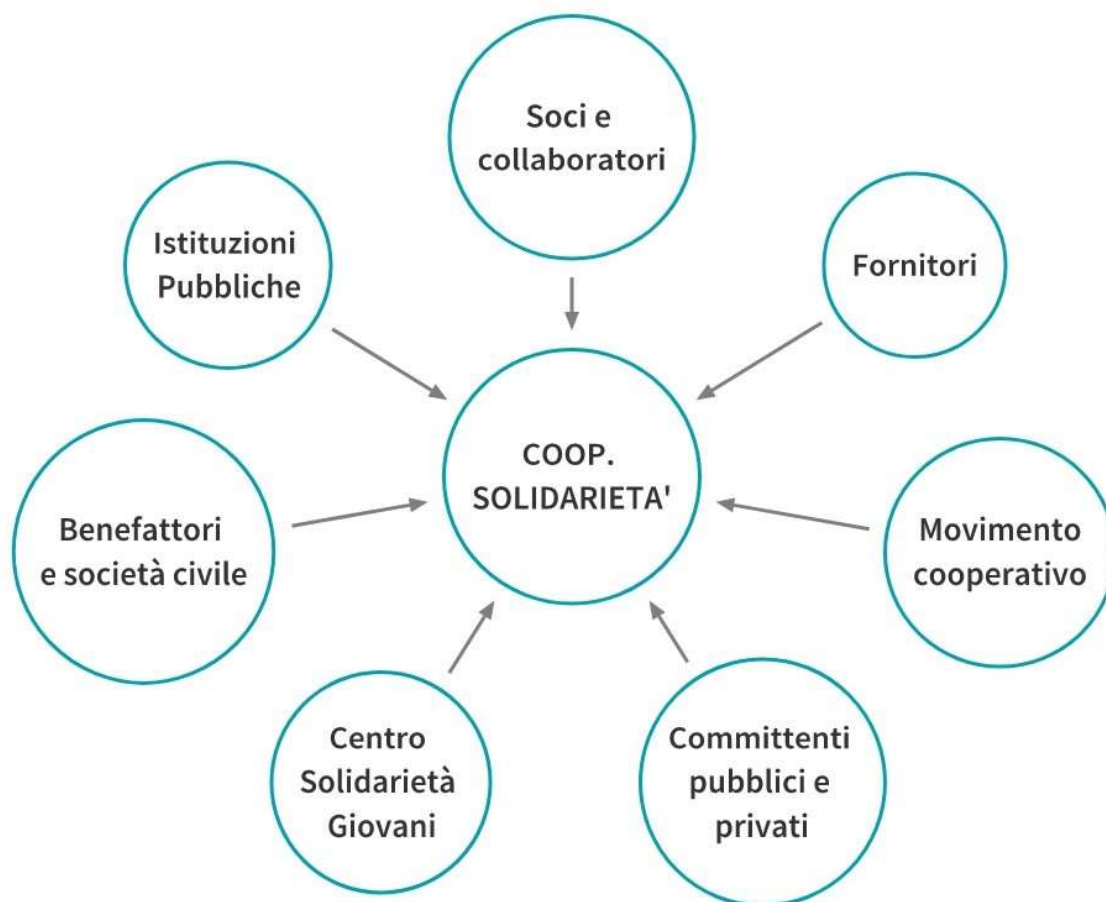 Soci e
collaboratori
Istituzioni
Pubbliche
Fornitori
COOP.
SOLIDARIETA'
Benefattori
e società civile
Movimento
cooperativo
Centro
Solidarietà
Giovani
Committenti
pubblici e
privati